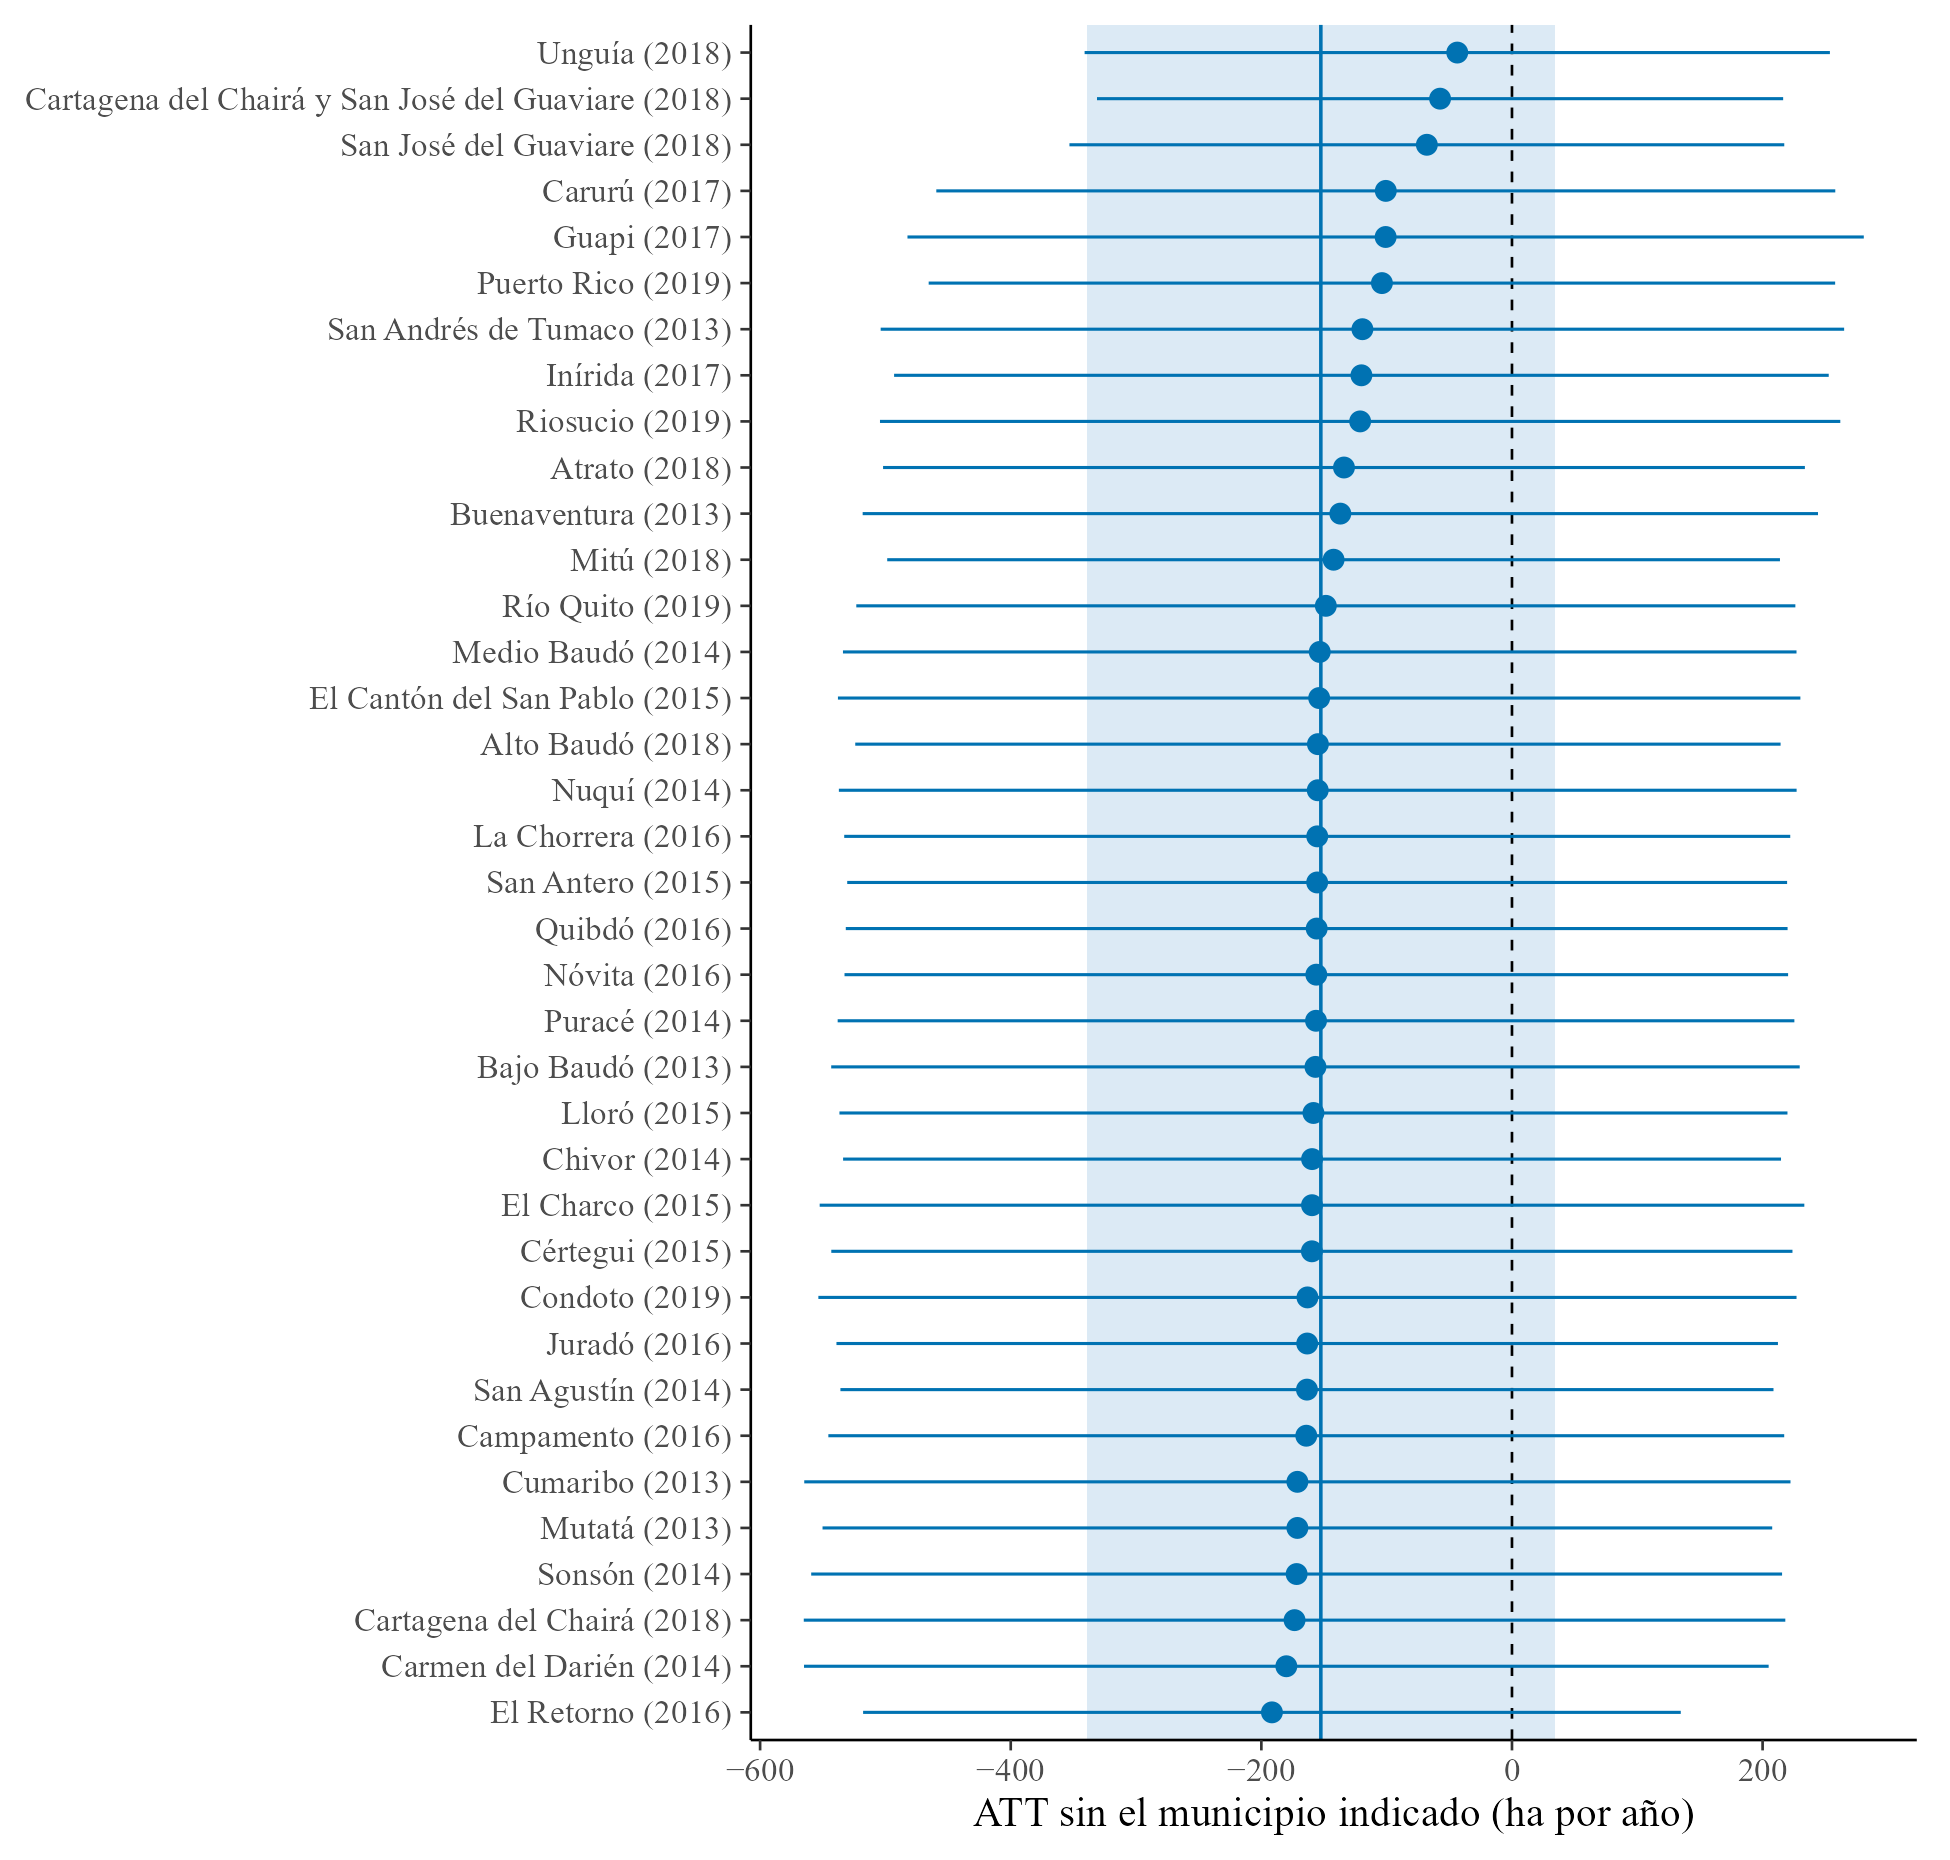 Unguía (2018)
Cartagena del Chairá y San José del Guaviare (2018)
San José del Guaviare (2018)
Carurú (2017)
Guapi (2017)
Puerto Rico (2019)
San Andrés de Tumaco (2013)
Inírida (2017)
Riosucio (2019)
Atrato (2018)
Buenaventura (2013)
Mitú (2018)
Río Quito (2019)
Medio Baudó (2014)
El Cantón del San Pablo (2015)
Alto Baudó (2018)
Nuquí (2014)
La Chorrera (2016)
San Antero (2015)
Quibdó (2016)
Nóvita (2016)
Puracé (2014)
Bajo Baudó (2013)
Lloró (2015)
Chivor (2014)
El Charco (2015)
Cértegui (2015)
Condoto (2019)
Juradó (2016)
San Agustín (2014)
Campamento (2016)
Cumaribo (2013)
Mutatá (2013)
Sonsón (2014)
Cartagena del Chairá (2018)
Carmen del Darién (2014)
El Retorno (2016)
−600 −400 −200 0 200
ATT sin el municipio indicado (ha por año)